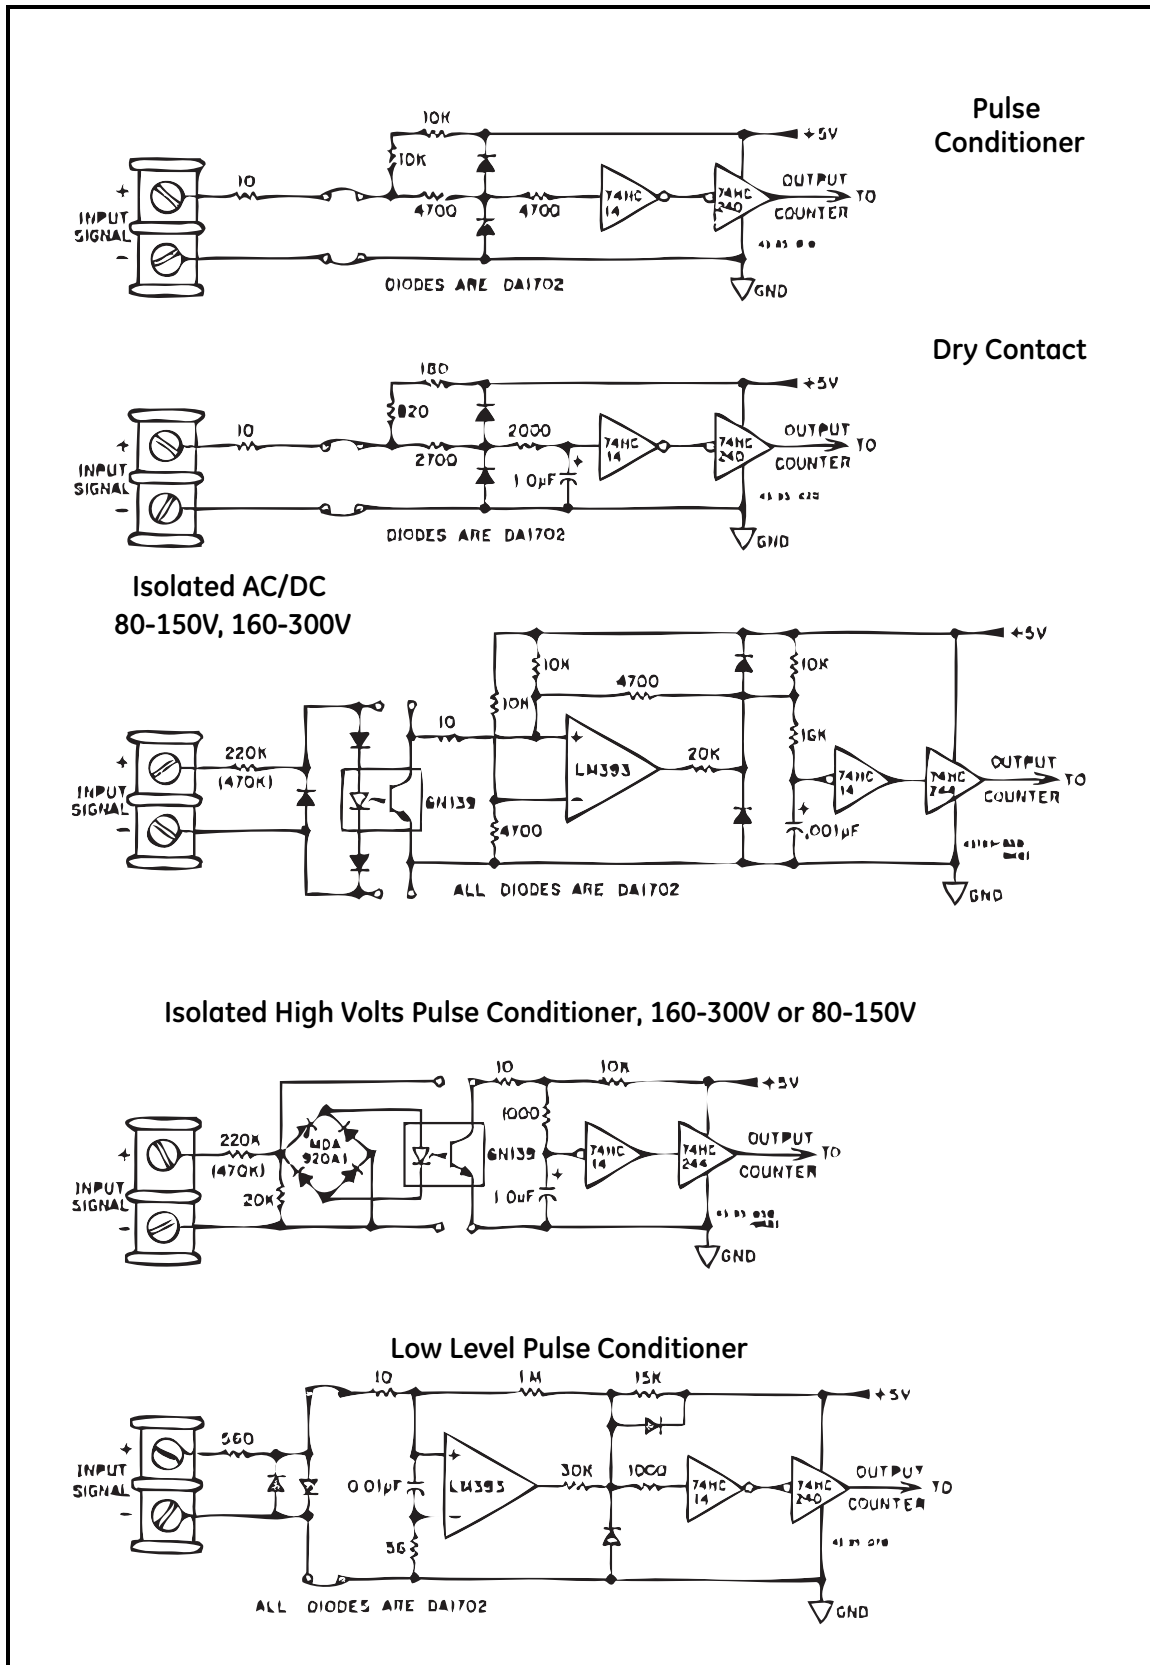 Pulse
Conditioner
10K
+5V
10K
10
+
INPUT
SIGNAL
-
4700
4700
74HC
14
74HC
240
OUTPUT
TO
COUNTER
DIODES ARE DA1702
GND
Dry Contact
180
+5V
820
10
+
INPUT
SIGNAL
-
2700
2000
+
1.0µF
74HC
14
74HC
240
OUTPUT
TO
COUNTER
DIODES ARE DA1702
GND
Isolated AC/DC
80-150V, 160-300V
+5V
10K
10K
10K
4700
10
+
INPUT
SIGNAL
-
220K
(470K)
6N139
+
LM393
-
20K
16K
4700
74HC
14
74HC
244
OUTPUT
TO
COUNTER
+
.001µF
ALL DIODES ARE DA1702
GND
Isolated High Volts Pulse Conditioner, 160-300V or 80-150V
10
10K
+5V
1000
+
INPUT
SIGNAL
-
220K
(470K)
20K
MDA
920A1
6N139
+
1.0uF
74HC
14
74HC
244
OUTPUT
TO
COUNTER
GND
Low Level Pulse Conditioner
10
1M
15K
+5V
+
INPUT
SIGNAL
-
560
0.01µF
+
LM393
-
56
30K
1000
74HC
14
74HC
240
OUTPUT
TO
COUNTER
ALL DIODES ARE DA1702
GND